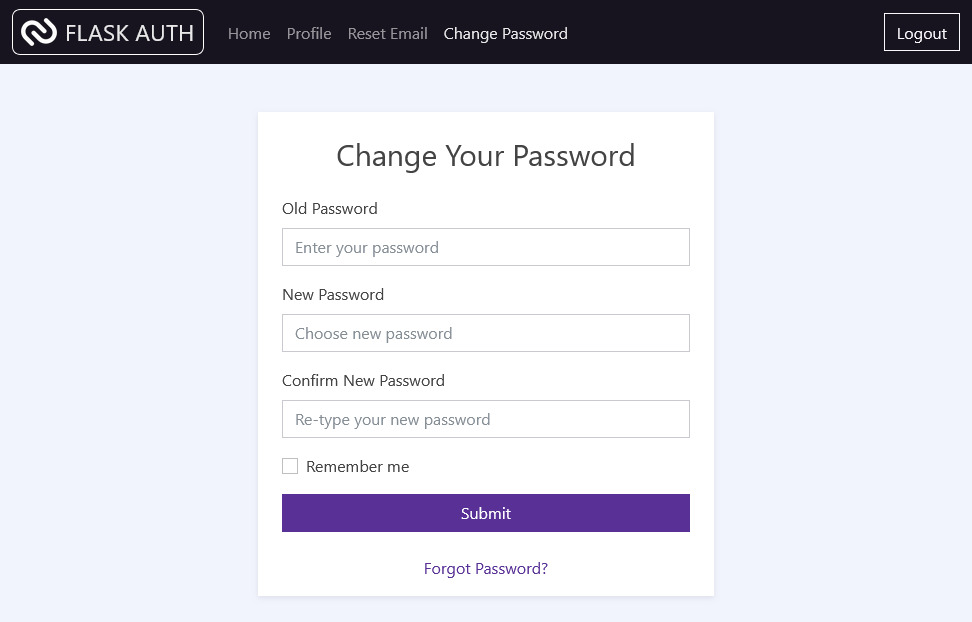 FLASK AUTH Home Profile Reset Email Change Password Logout
Change Your Password
Old Password
Enter your password
New Password
Choose new password
Confirm New Password
Re-type your new password
Remember me
Submit
Forgot Password?